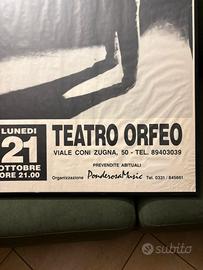 LUNEDI
21
OTTOBRE
ORE 21.00
TEATRO ORFEO
VIALE CONI ZUGNA, 50 - TEL. 89403039
PREVENDITE ABITUALI
Organizzazione PonderosaMusic Tel. 0331 / 845661
subito